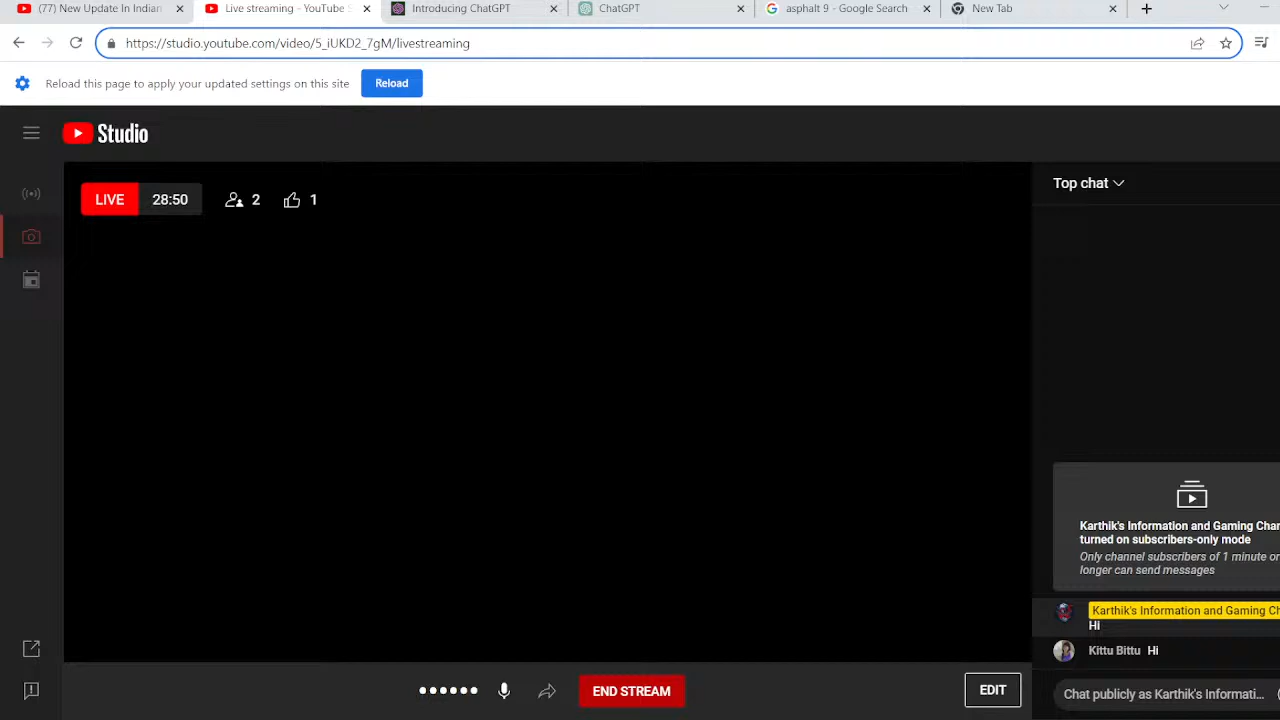 (77) New Update In Indian
Live streaming - YouTube S
Introducing ChatGPT
ChatGPT
asphalt 9 - Google Search
New Tab
https://studio.youtube.com/video/5_iUKD2_7gM/livestreaming
Reload this page to apply your updated settings on this site
Reload
Studio
LIVE 28:50 2 1
Top chat
Karthik's Information and Gaming Chan
turned on subscribers-only mode
Only channel subscribers of 1 minute or
longer can send messages
Karthik's Information and Gaming Ch
Hi
Kittu Bittu Hi
END STREAM
EDIT
Chat publicly as Karthik's Informati...